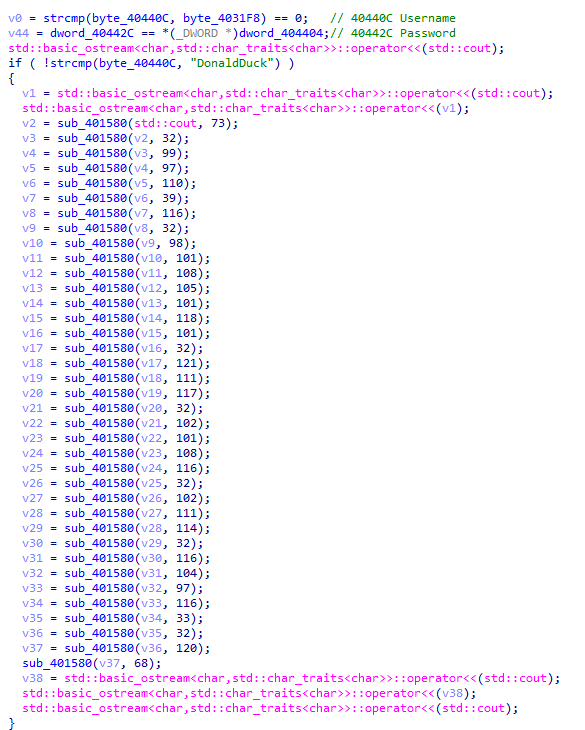 v0 = strcmp(byte_40440C, byte_4031F8) == 0;   // 40440C Username
v44 = dword_40442C == *(_DWORD *)dword_404404;// 40442C Password
std::basic_ostream<char,std::char_traits<char>>::operator<<(std::cout);
if ( !strcmp(byte_40440C, "DonaldDuck") )
{
  v1 = std::basic_ostream<char,std::char_traits<char>>::operator<<(std::cout);
  std::basic_ostream<char,std::char_traits<char>>::operator<<(v1);
  v2 = sub_401580(std::cout, 73);
  v3 = sub_401580(v2, 32);
  v4 = sub_401580(v3, 99);
  v5 = sub_401580(v4, 97);
  v6 = sub_401580(v5, 110);
  v7 = sub_401580(v6, 39);
  v8 = sub_401580(v7, 116);
  v9 = sub_401580(v8, 32);
  v10 = sub_401580(v9, 98);
  v11 = sub_401580(v10, 101);
  v12 = sub_401580(v11, 108);
  v13 = sub_401580(v12, 105);
  v14 = sub_401580(v13, 101);
  v15 = sub_401580(v14, 118);
  v16 = sub_401580(v15, 101);
  v17 = sub_401580(v16, 32);
  v18 = sub_401580(v17, 121);
  v19 = sub_401580(v18, 111);
  v20 = sub_401580(v19, 117);
  v21 = sub_401580(v20, 32);
  v22 = sub_401580(v21, 102);
  v23 = sub_401580(v22, 101);
  v24 = sub_401580(v23, 108);
  v25 = sub_401580(v24, 116);
  v26 = sub_401580(v25, 32);
  v27 = sub_401580(v26, 102);
  v28 = sub_401580(v27, 111);
  v29 = sub_401580(v28, 114);
  v30 = sub_401580(v29, 32);
  v31 = sub_401580(v30, 116);
  v32 = sub_401580(v31, 104);
  v33 = sub_401580(v32, 97);
  v34 = sub_401580(v33, 116);
  v35 = sub_401580(v34, 33);
  v36 = sub_401580(v35, 32);
  v37 = sub_401580(v36, 120);
  sub_401580(v37, 68);
  v38 = std::basic_ostream<char,std::char_traits<char>>::operator<<(std::cout);
  std::basic_ostream<char,std::char_traits<char>>::operator<<(v38);
  std::basic_ostream<char,std::char_traits<char>>::operator<<(std::cout);
}